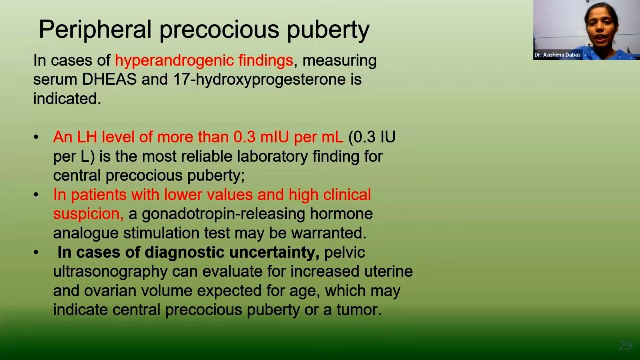 Peripheral precocious puberty
In cases of hyperandrogenic findings, measuring
serum DHEAS and 17-hydroxyprogesterone is
indicated.
• An LH level of more than 0.3 mIU per mL (0.3 IU
per L) is the most reliable laboratory finding for
central precocious puberty;
• In patients with lower values and high clinical
suspicion, a gonadotropin-releasing hormone
analogue stimulation test may be warranted.
• In cases of diagnostic uncertainty, pelvic
ultrasonography can evaluate for increased uterine
and ovarian volume expected for age, which may
indicate central precocious puberty or a tumor.
Dr. Aashima Dabas
29